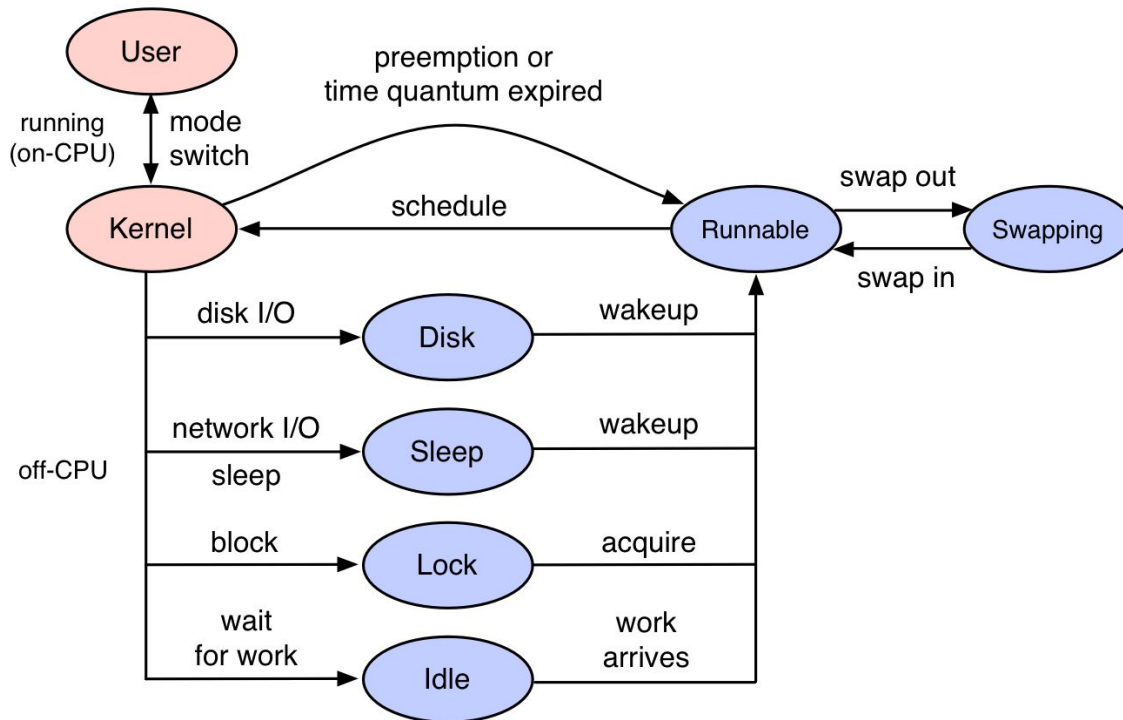 User
preemption or
time quantum expired
running
(on-CPU)
mode
switch
Kernel
schedule
Runnable
swap out
Swapping
swap in
disk I/O
Disk
wakeup
network I/O
sleep
Sleep
wakeup
off-CPU
block
Lock
acquire
wait
for work
Idle
work
arrives